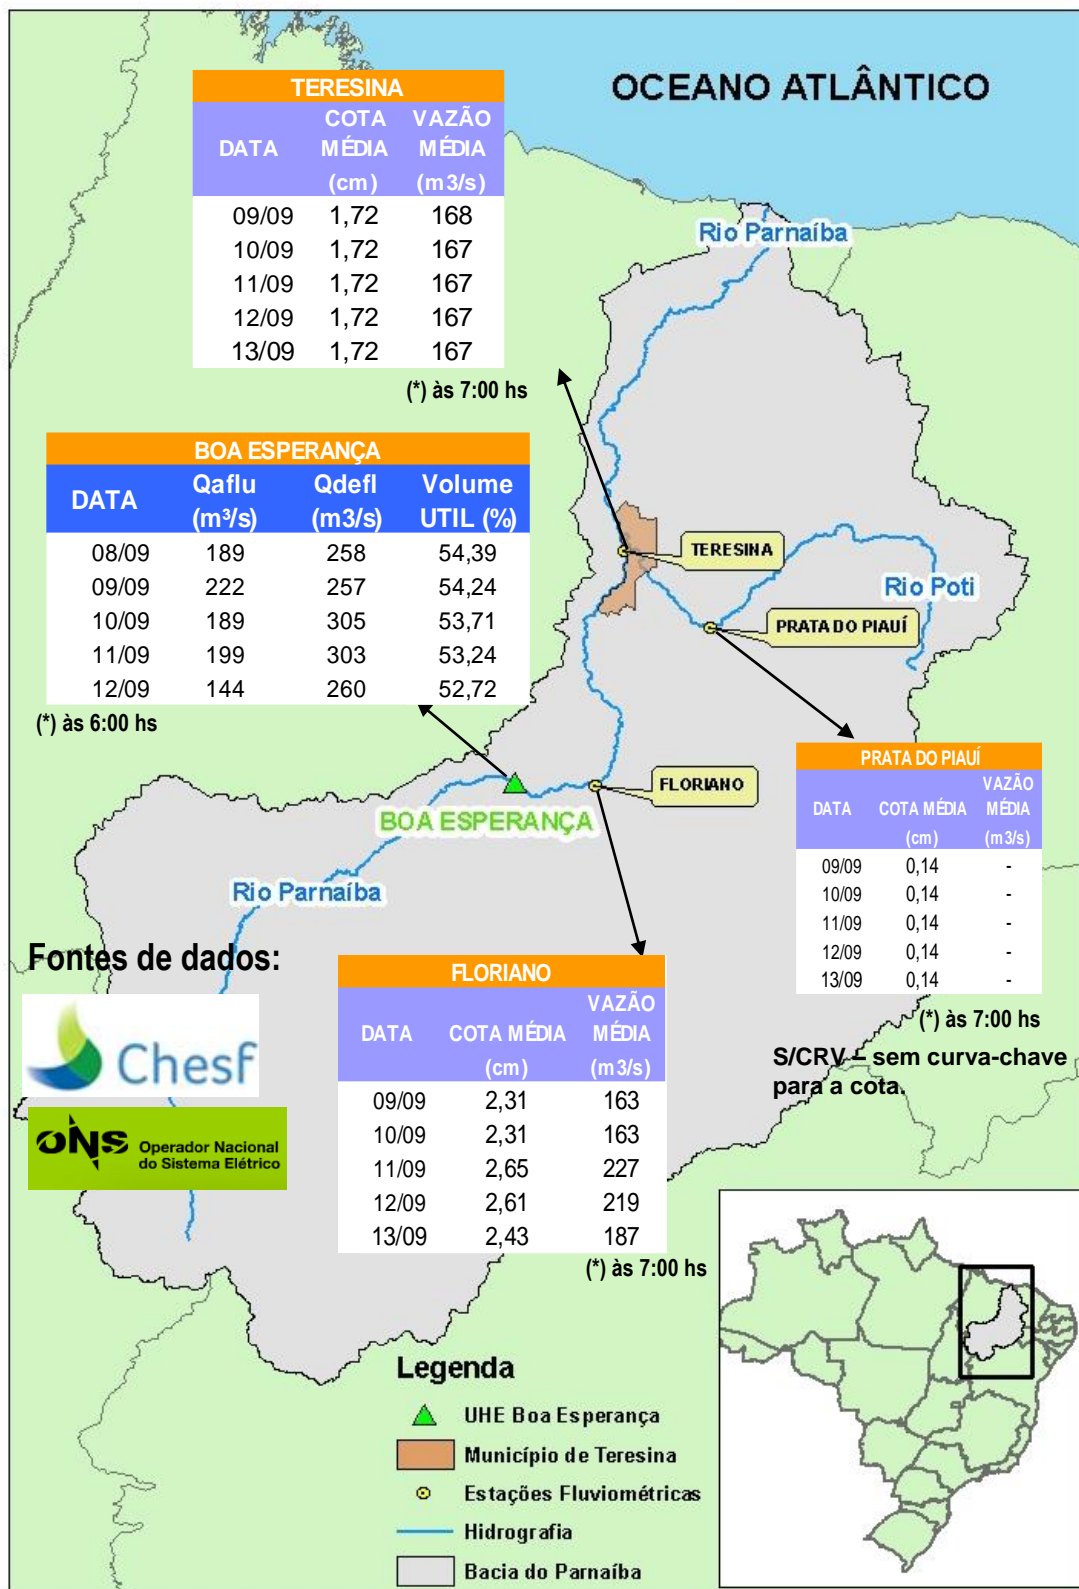 OCEANO ATLÂNTICO
TERESINA
DATA COTA MÉDIA (cm) VAZÃO MÉDIA (m3/s)
09/09 1,72 168
10/09 1,72 167
11/09 1,72 167
12/09 1,72 167
13/09 1,72 167
(*) às 7:00 hs
Rio Parnaíba
BOA ESPERANÇA
DATA Qaflu (m³/s) Qdefl (m3/s) Volume UTIL (%)
08/09 189 258 54,39
09/09 222 257 54,24
10/09 189 305 53,71
11/09 199 303 53,24
12/09 144 260 52,72
(*) às 6:00 hs
TERESINA
Rio Poti
PRATA DO PIAUÍ
FLORIANO
BOA ESPERANÇA
Rio Parnaíba
PRATA DO PIAUÍ
DATA COTA MÉDIA (cm) VAZÃO MÉDIA (m3/s)
09/09 0,14 -
10/09 0,14 -
11/09 0,14 -
12/09 0,14 -
13/09 0,14 -
(*) às 7:00 hs
S/CRV – sem curva-chave
para a cota.
Fontes de dados:
Chesf
ONS Operador Nacional
do Sistema Elétrico
FLORIANO
DATA COTA MÉDIA (cm) VAZÃO MÉDIA (m3/s)
09/09 2,31 163
10/09 2,31 163
11/09 2,65 227
12/09 2,61 219
13/09 2,43 187
(*) às 7:00 hs
Legenda
UHE Boa Esperança
Município de Teresina
Estações Fluviométricas
Hidrografia
Bacia do Parnaíba